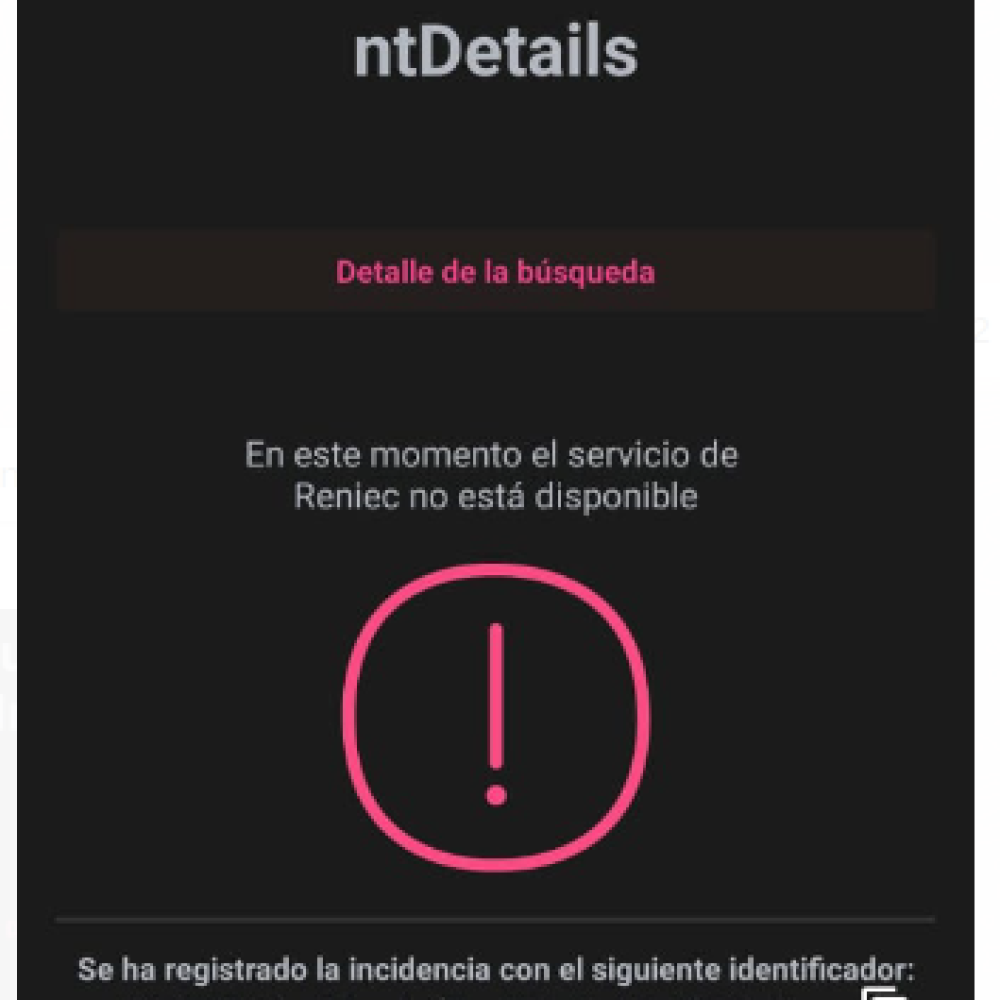 ntDetails
Detalle de la búsqueda
En este momento el servicio de
Reniec no está disponible
Se ha registrado la incidencia con el siguiente identificador: